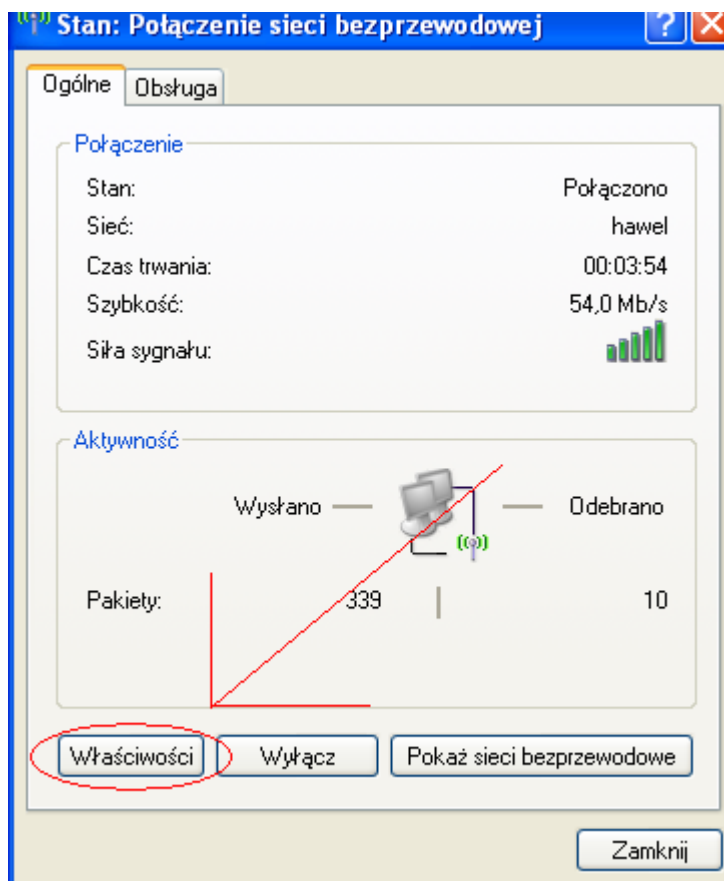 Stan: Połączenie sieci bezprzewodowej
Ogólne Obsługa
Połączenie
Stan: Połączono
Sieć: hawel
Czas trwania: 00:03:54
Szybkość: 54,0 Mb/s
Siła sygnału:
Aktywność
Wysłano Odebrano
Pakiety: 339 10
Właściwości Wyłącz Pokaż sieci bezprzewodowe
Zamknij